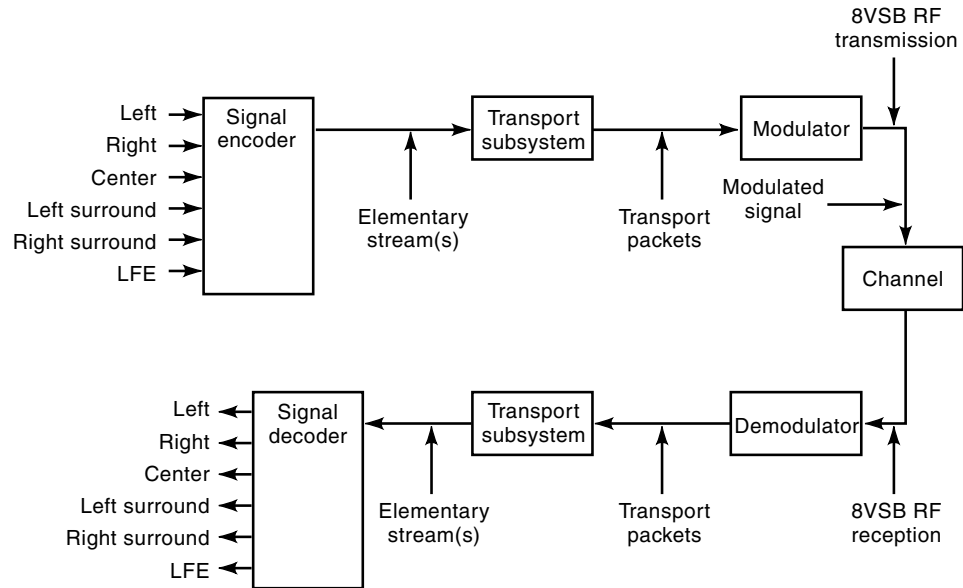 8VSB RF
transmission
Left
Right
Center
Left surround
Right surround
LFE
Signal
encoder
Elementary
stream(s)
Transport
subsystem
Transport
packets
Modulator
Modulated
signal
Channel
Left
Right
Center
Left surround
Right surround
LFE
Signal
decoder
Elementary
stream(s)
Transport
subsystem
Transport
packets
Demodulator
8VSB RF
reception